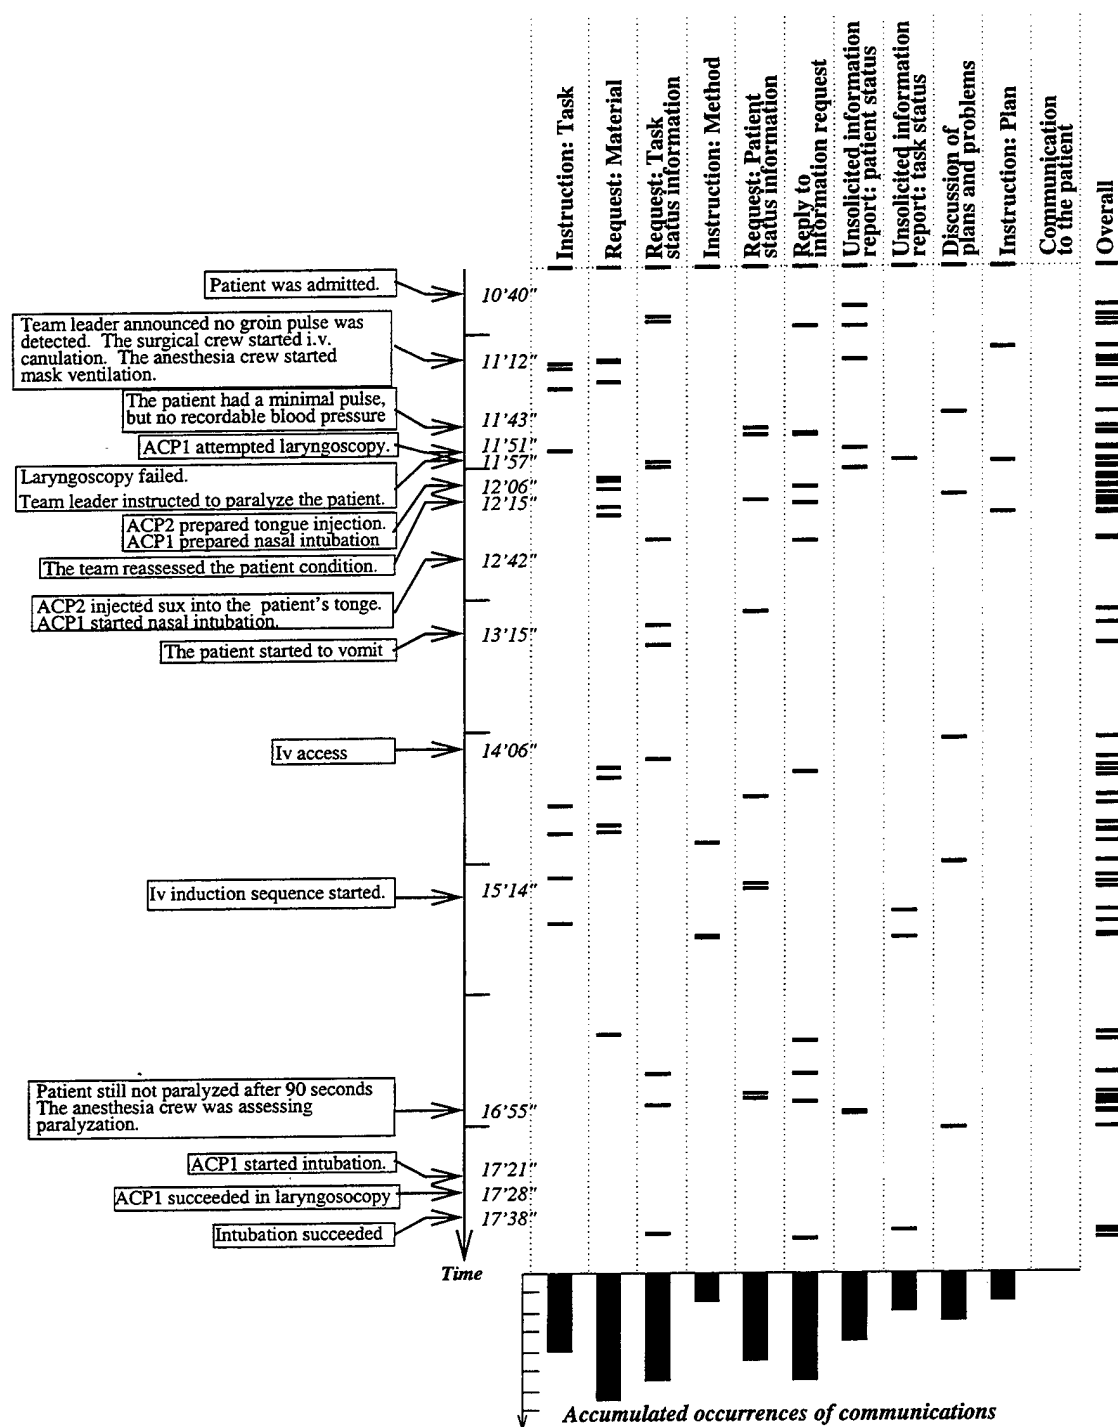 Instruction: Task
Request: Material
Request: Task
status information
Instruction: Method
Request: Patient
status information
Reply to
information request
Unsolicited information
report: patient status
Unsolicited information
report: task status
Discussion of
plans and problems
Instruction: Plan
Communication
to the patient
Overall
Patient was admitted.
10'40"
Team leader announced no groin pulse was
detected. The surgical crew started i.v.
canulation. The anesthesia crew started
mask ventilation.
11'12"
The patient had a minimal pulse,
but no recordable blood pressure
11'43"
ACP1 attempted laryngoscopy.
11'51"
Laryngoscopy failed.
Team leader instructed to paralyze the patient.
11'57"
ACP2 prepared tongue injection.
ACP1 prepared nasal intubation
12'06"
The team reassessed the patient condition.
12'15"
ACP2 injected sux into the patient's tonge.
ACP1 started nasal intubation.
12'42"
The patient started to vomit
13'15"
Iv access
14'06"
Iv induction sequence started.
15'14"
Patient still not paralyzed after 90 seconds
The anesthesia crew was assessing
paralyzation.
16'55"
ACP1 started intubation.
17'21"
ACP1 succeeded in laryngosocopy
17'28"
Intubation succeeded
17'38"
Time
Accumulated occurrences of communications